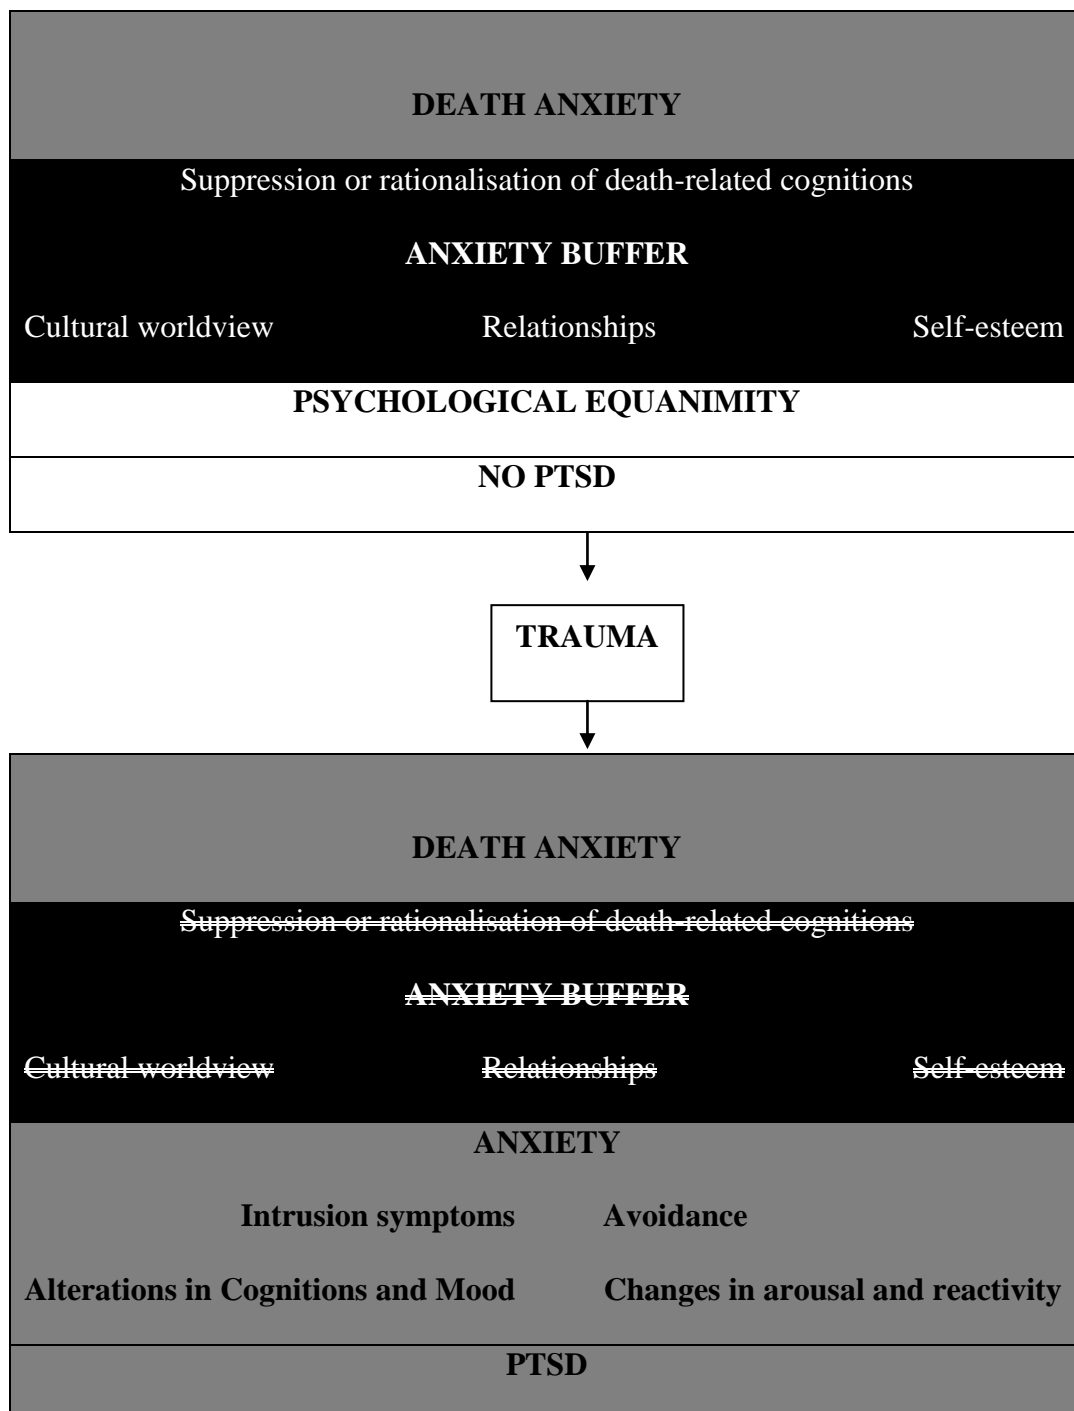 DEATH ANXIETY
Suppression or rationalisation of death-related cognitions
ANXIETY BUFFER
Cultural worldview Relationships Self-esteem
PSYCHOLOGICAL EQUANIMITY
NO PTSD
TRAUMA
DEATH ANXIETY
Suppression or rationalisation of death-related cognitions
ANXIETY BUFFER
Cultural worldview Relationships Self-esteem
ANXIETY
Intrusion symptoms Avoidance
Alterations in Cognitions and Mood Changes in arousal and reactivity
PTSD